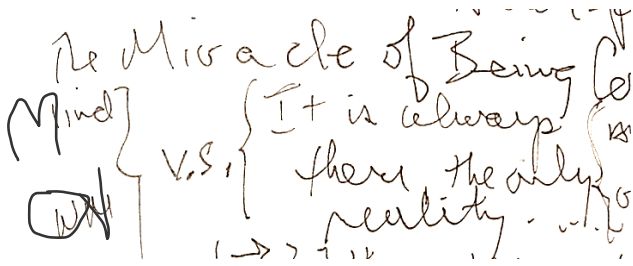 The Miracle of Being
Mind
v.s.
It is always
there the only
reality.